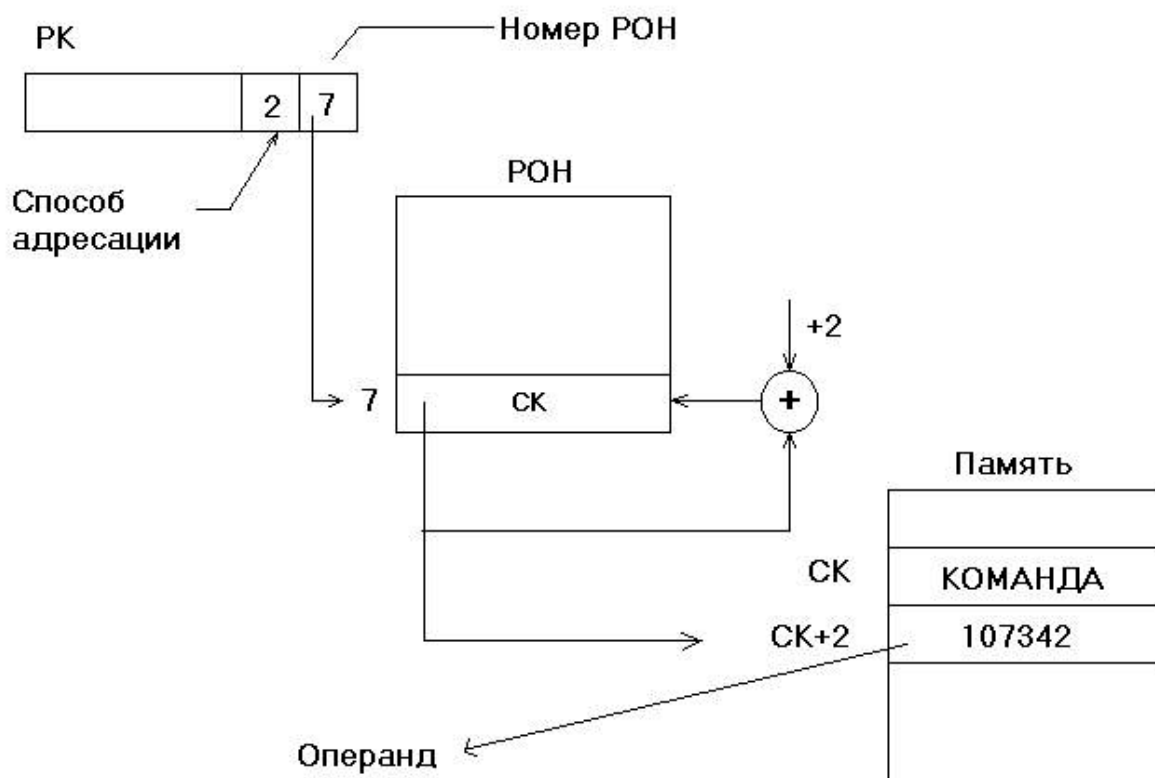 РК
Номер РОН
2 7
Способ
адресации
РОН
+2
7 СК +
Память
СК КОМАНДА
СК+2 107342
Операнд